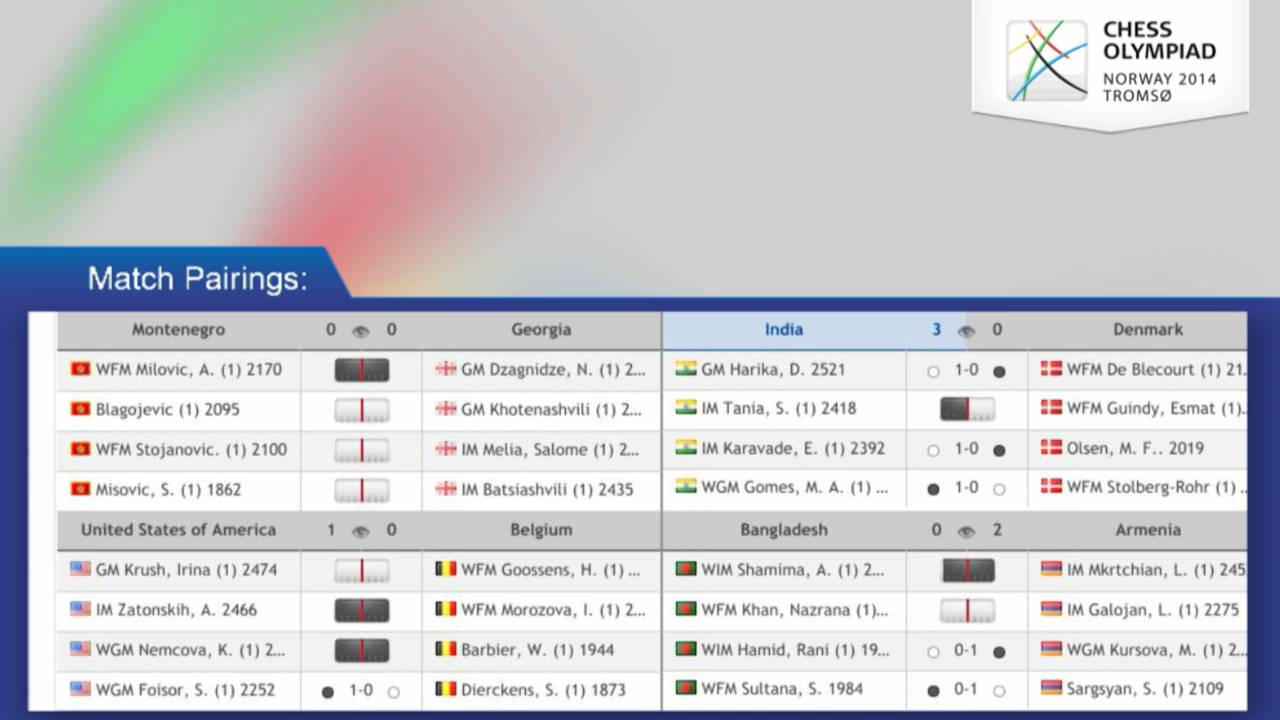 CHESS
OLYMPIAD
NORWAY 2014
TROMSØ
Match Pairings:
Montenegro 0 0 Georgia
WFM Milovic, A. (1) 2170 GM Dzagnidze, N. (1) 2...
Blagojevic (1) 2095 GM Khotenashvili (1) 2...
WFM Stojanovic. (1) 2100 IM Melia, Salome (1) 2...
Misovic, S. (1) 1862 IM Batsiashvili (1) 2435
India 3 0 Denmark
GM Harika, D. 2521 1-0 WFM De Blecourt (1) 21.
IM Tania, S. (1) 2418 WFM Guindy, Esmat (1)..
IM Karavade, E. (1) 2392 1-0 Olsen, M. F.. 2019
WGM Gomes, M. A. (1) ... 1-0 WFM Stolberg-Rohr (1) ..
United States of America 1 0 Belgium
GM Krush, Irina (1) 2474 WFM Goossens, H. (1) ...
IM Zatonskih, A. 2466 WFM Morozova, I. (1) 2...
WGM Nemcova, K. (1) 2... Barbier, W. (1) 1944
WGM Foisor, S. (1) 2252 1-0 Dierckens, S. (1) 1873
Bangladesh 0 2 Armenia
WIM Shamima, A. (1) 2... IM Mkrtchian, L. (1) 245
WFM Khan, Nazrana (1)... IM Galojan, L. (1) 2275
WIM Hamid, Rani (1) 19... 0-1 WGM Kursova, M. (1) 2...
WFM Sultana, S. 1984 0-1 Sargsyan, S. (1) 2109